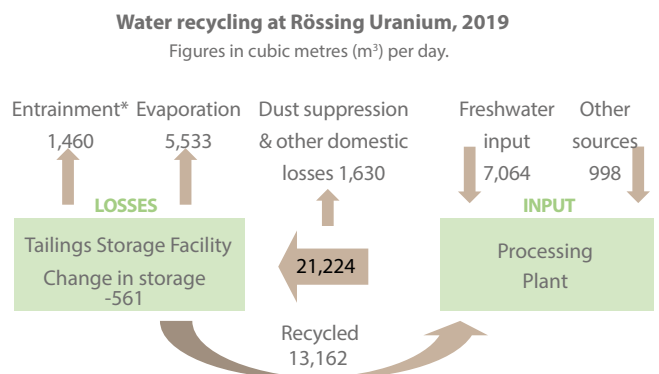 Water recycling at Rössing Uranium, 2019
Figures in cubic metres (m³) per day.
Entrainment*
1,460
Evaporation
5,533
Dust suppression
& other domestic
losses 1,630
Freshwater
input
7,064
Other
sources
998
LOSSES
Tailings Storage Facility
Change in storage
-561
21,224
INPUT
Processing
Plant
Recycled
13,162